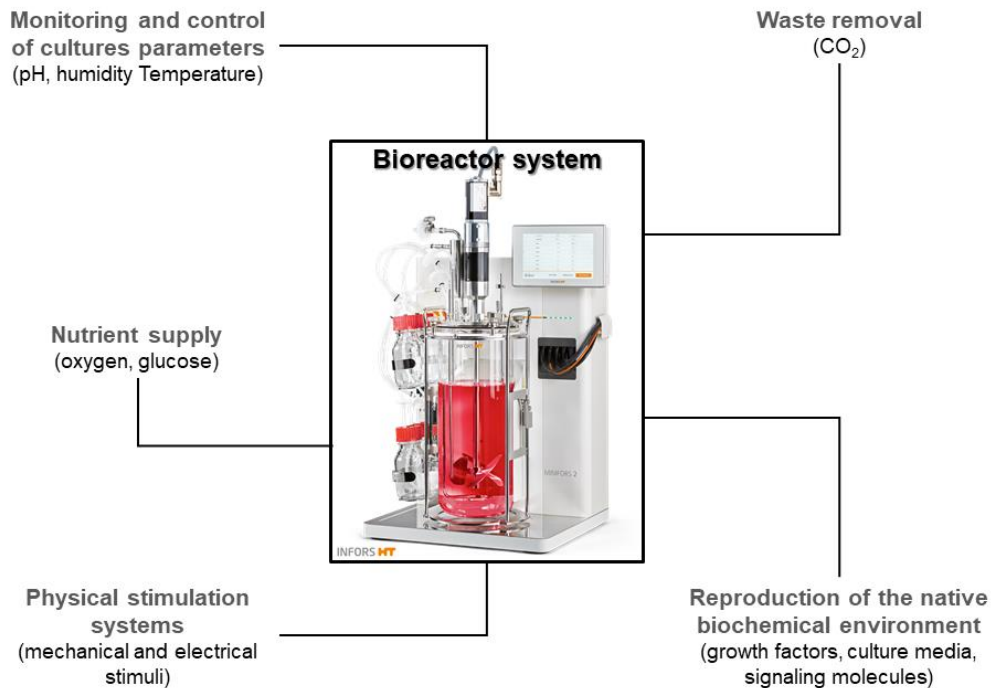 Monitoring and control
of cultures parameters
(pH, humidity Temperature)
Waste removal
(CO₂)
Bioreactor system
Nutrient supply
(oxygen, glucose)
INFORS HT
MINIFORS 2
INFORS HT
Physical stimulation
systems
(mechanical and electrical
stimuli)
Reproduction of the native
biochemical environment
(growth factors, culture media,
signaling molecules)